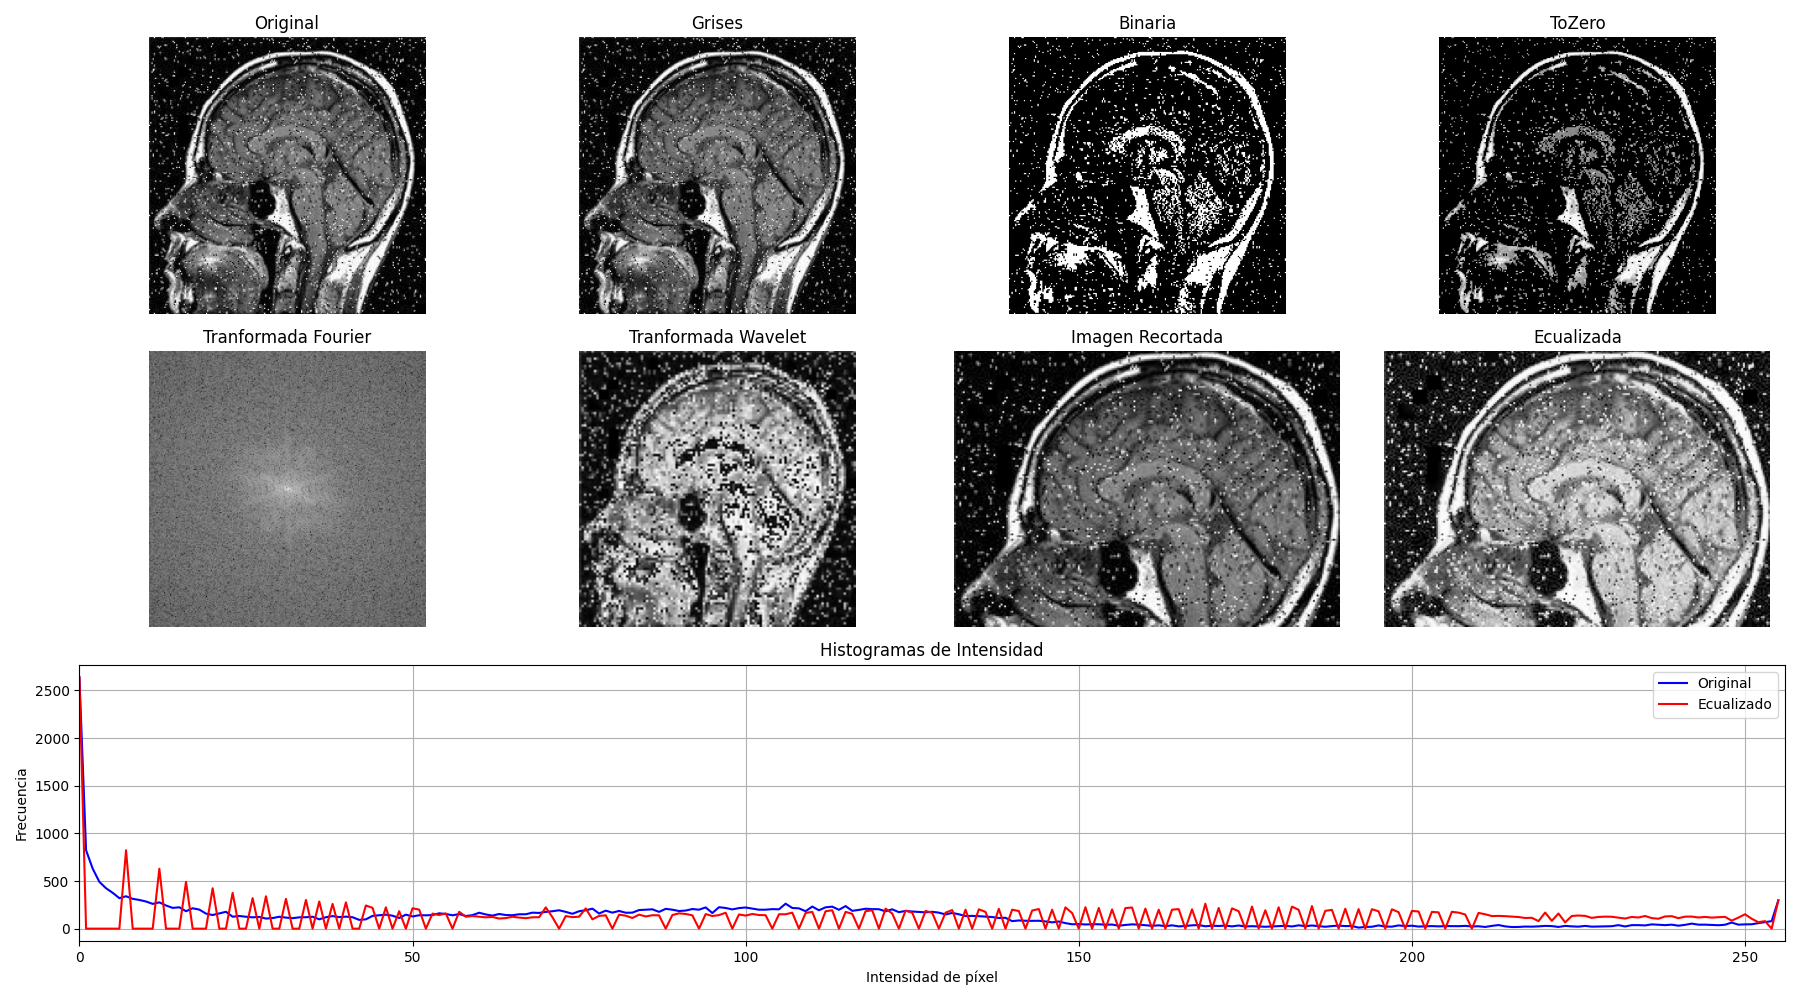 Original
Grises
Binaria
ToZero
Tranformada Fourier
Tranformada Wavelet
Imagen Recortada
Ecualizada
Histogramas de Intensidad
Original
Ecualizado
Frecuencia
2500
2000
1500
1000
500
0
0
50
100
150
200
250
Intensidad de píxel